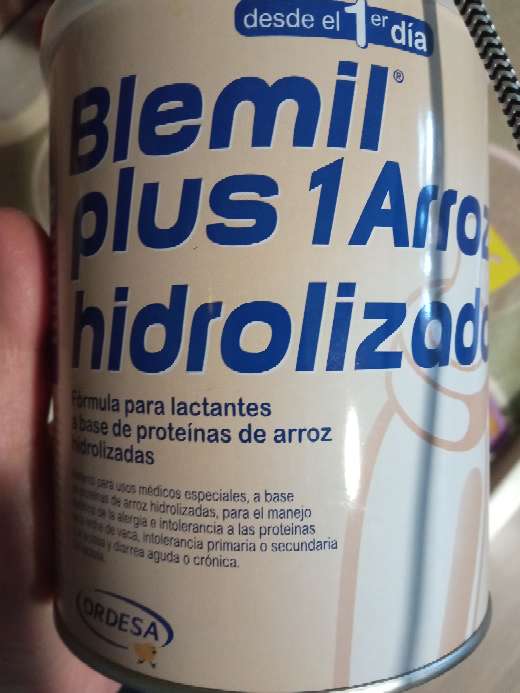 desde el 1er día
Blemil®
plus 1 Arroz
hidrolizado
Fórmula para lactantes
a base de proteínas de arroz
hidrolizadas
para usos médicos especiales, a base
de proteínas de arroz hidrolizadas, para el manejo
de la alergia e intolerancia a las proteínas
de vaca, intolerancia primaria o secundaria
y diarrea aguda o crónica.
ORDESA